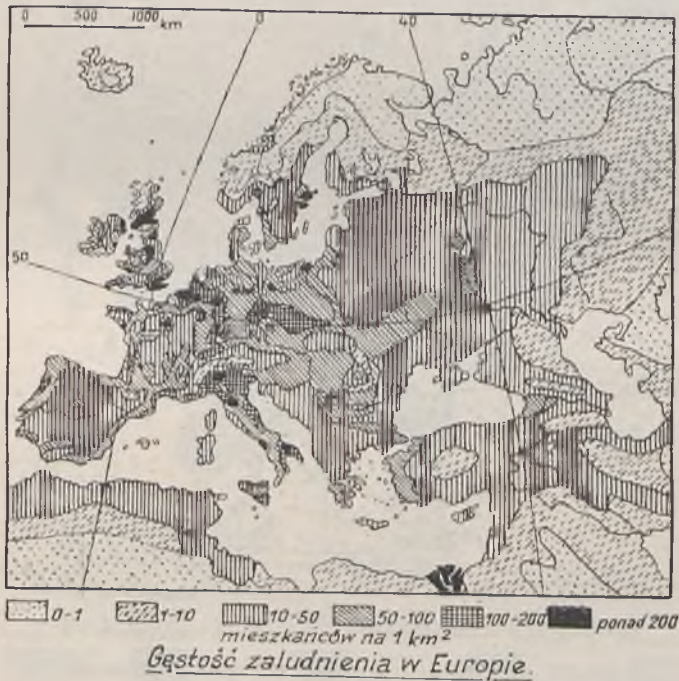 0 500 1000
km
0
40
50
0-1 1-10 10-50 50-100 100-200 ponad 200
mieszkańców na 1 km²
Gęstość zaludnienia w Europie.